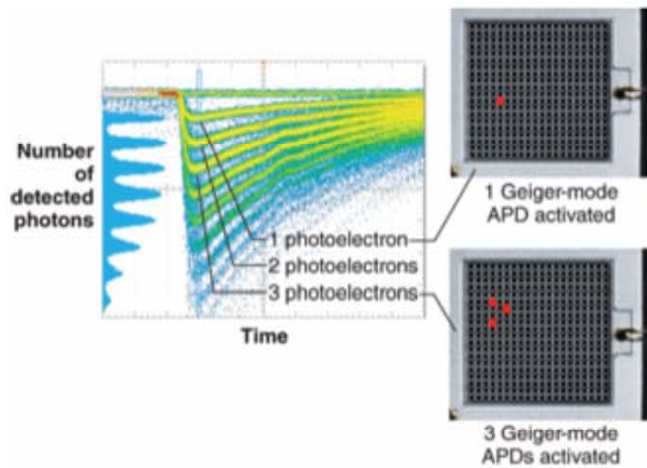 Number
of
detected
photons
1 photoelectron
2 photoelectrons
3 photoelectrons
Time
1 Geiger-mode
APD activated
3 Geiger-mode
APDs activated